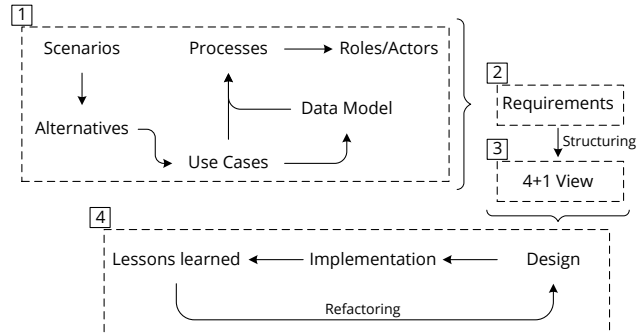 1
Scenarios
Processes
Roles/Actors
Alternatives
Data Model
Use Cases
2
Requirements
Structuring
3
4+1 View
4
Lessons learned
Implementation
Design
Refactoring